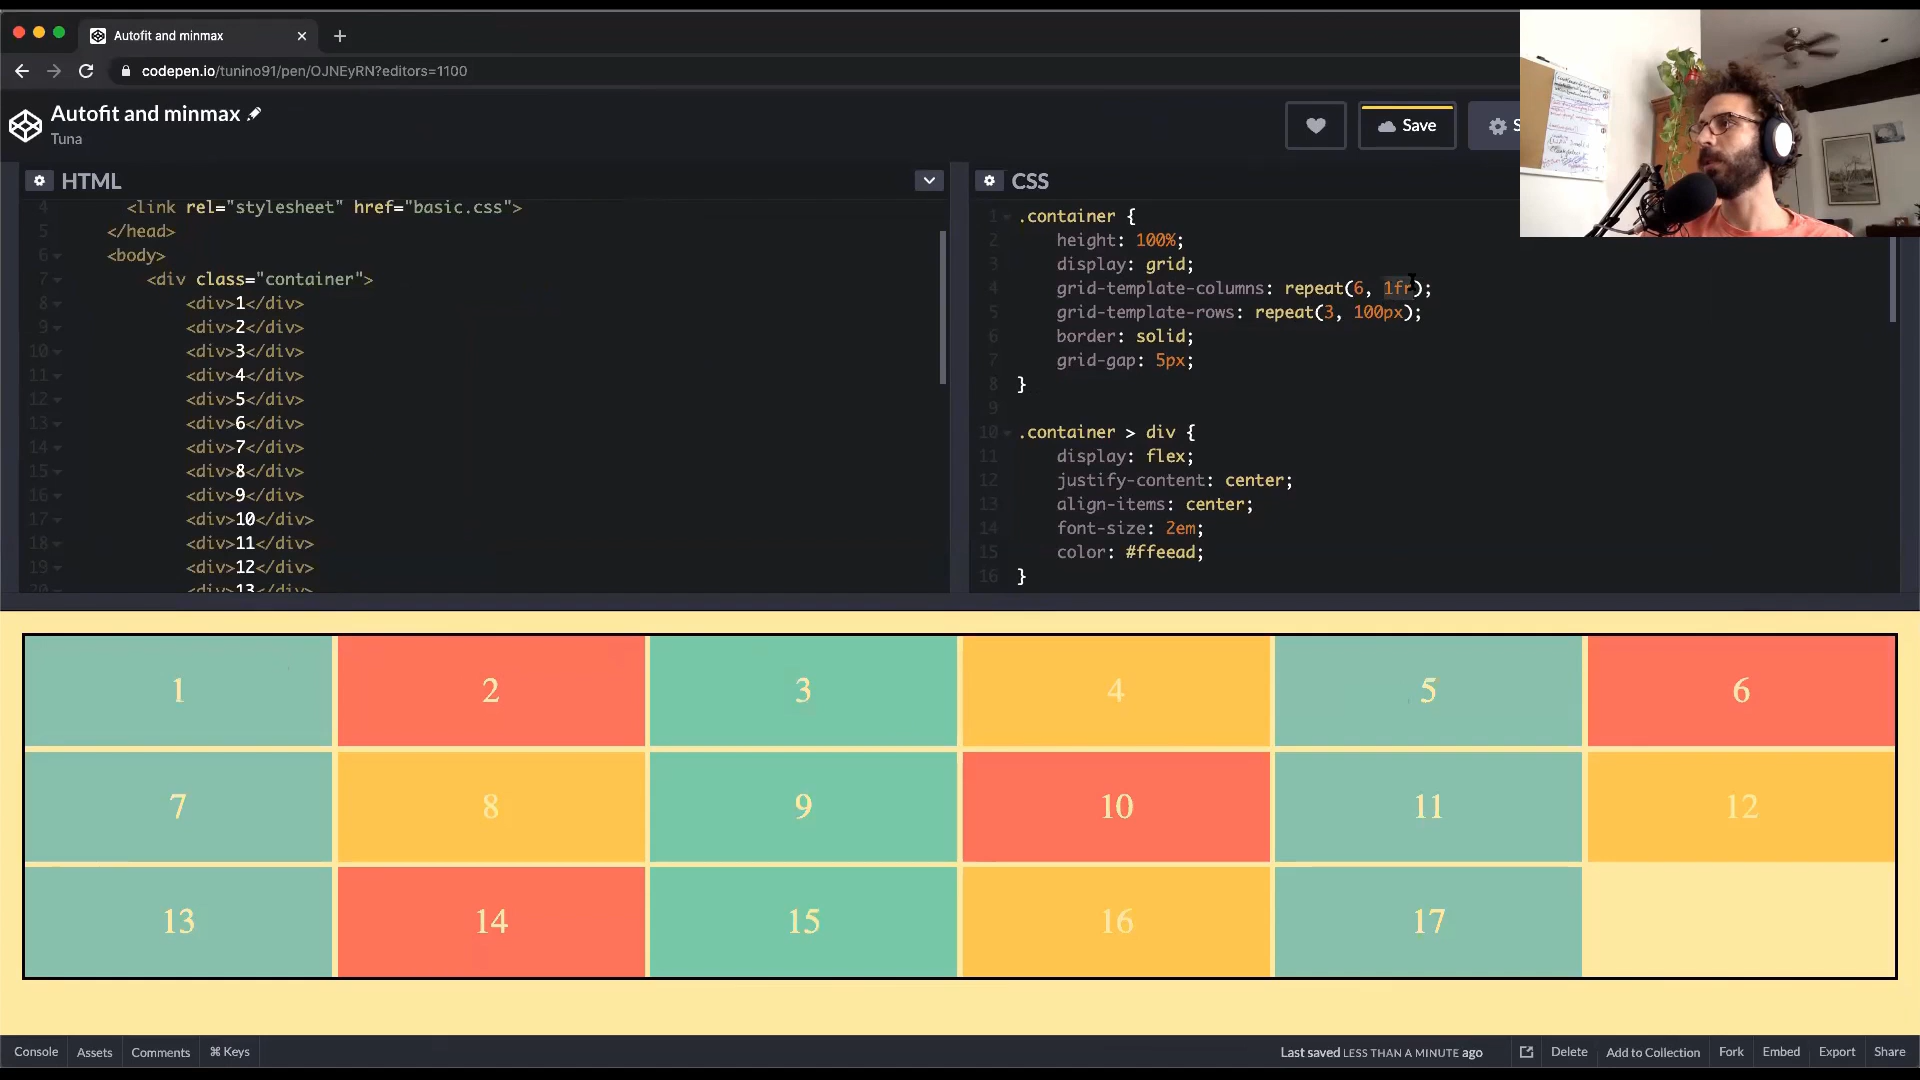 Autofit and minmax
codepen.io/tunino91/pen/OJNEyRN?editors=1100
Autofit and minmax
Tuna
Save
S
HTML
4 <link rel="stylesheet" href="basic.css">
5 </head>
6 <body>
7 <div class="container">
8 <div>1</div>
9 <div>2</div>
10 <div>3</div>
11 <div>4</div>
12 <div>5</div>
13 <div>6</div>
14 <div>7</div>
15 <div>8</div>
16 <div>9</div>
17 <div>10</div>
18 <div>11</div>
19 <div>12</div>
20 <div>13</div>
CSS
1 .container {
2 height: 100%;
3 display: grid;
4 grid-template-columns: repeat(6, 1fr);
5 grid-template-rows: repeat(3, 100px);
6 border: solid;
7 grid-gap: 5px;
8 }
9
10 .container > div {
11 display: flex;
12 justify-content: center;
13 align-items: center;
14 font-size: 2em;
15 color: #ffeead;
16 }
1 2 3 4 5 6
7 8 9 10 11 12
13 14 15 16 17
Console Assets Comments ⌘ Keys Last saved LESS THAN A MINUTE ago Delete Add to Collection Fork Embed Export Share